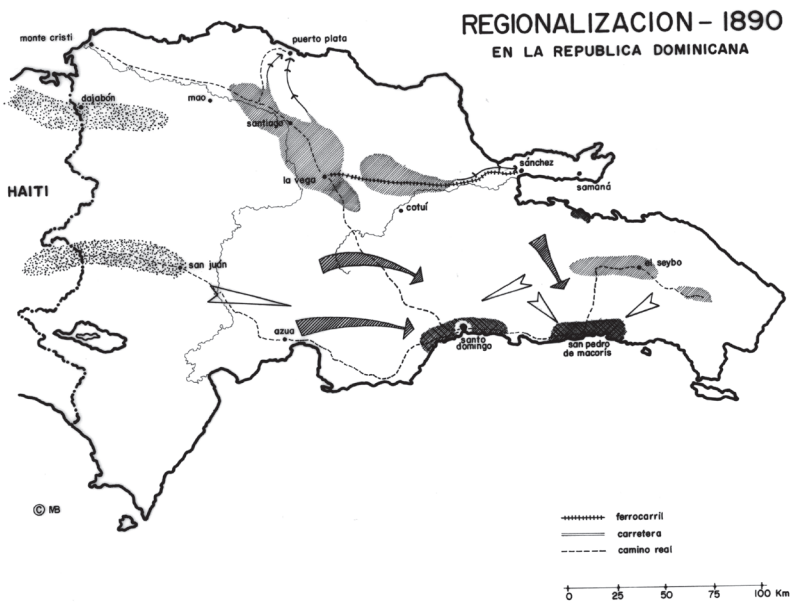 REGIONALIZACION - 1890
EN LA REPUBLICA DOMINICANA
monte cristi
puerto plata
dajabón
mao
santiago
sánchez
la vega
samaná
HAITI
cotuí
san juán
el seybo
azua
santo
domingo
san pedro
de macorís
© MB
ferrocarril
carretera
camino real
0 25 50 75 100 Km